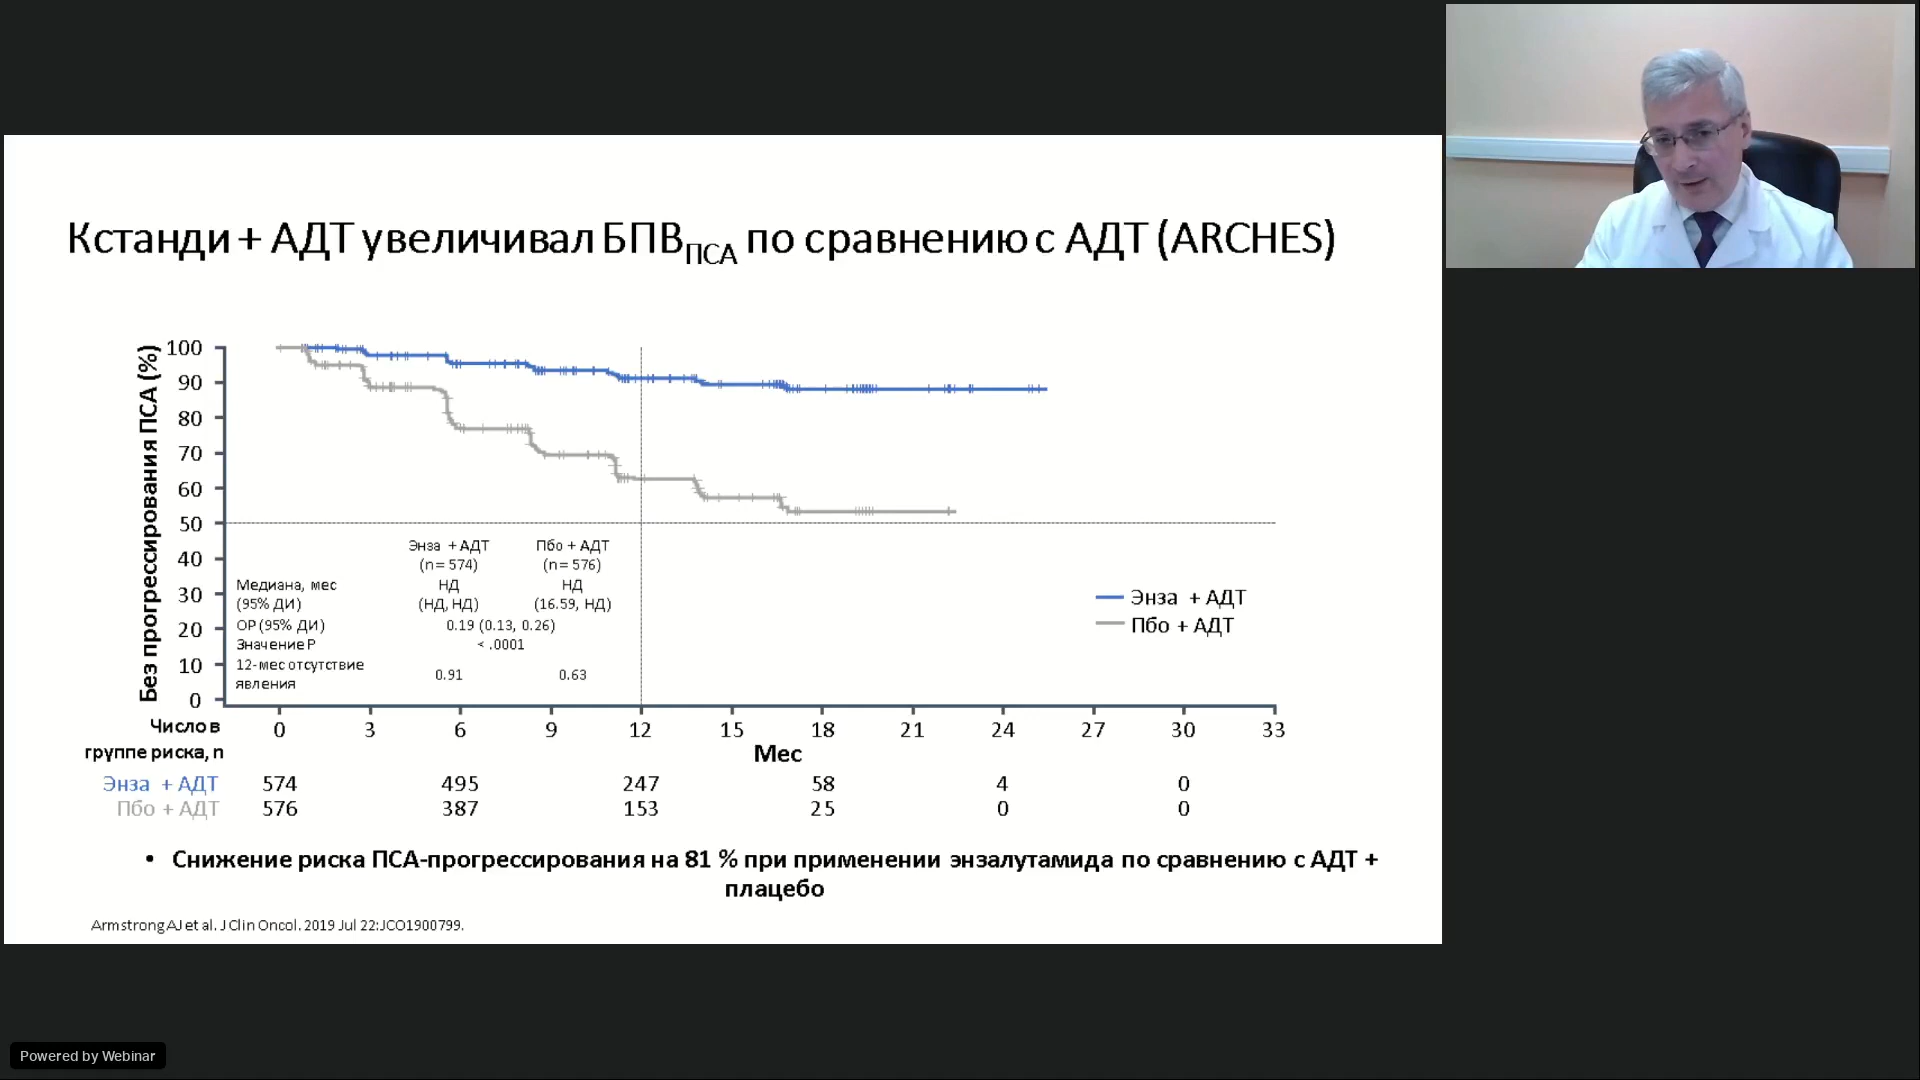 Кстанди + АДТ увеличивал БПВПСА по сравнению с АДТ (ARCHES)
Без прогрессирования ПСА (%)
100
90
80
70
60
50
40
30
20
10
0
Энза + АДТ Пбо + АДТ
(n= 574) (n= 576)
Медиана, мес НД НД
(95% ДИ) (НД, НД) (16.59, НД)
ОР (95% ДИ) 0.19 (0.13, 0.26)
Значение P < .0001
12-мес отсутствие
явления 0.91 0.63
Энза + АДТ
Пбо + АДТ
0 3 6 9 12 15 18 21 24 27 30 33
Мес
Число в
группе риска, n
Энза + АДТ 574 495 247 58 4 0
Пбо + АДТ 576 387 153 25 0 0
• Снижение риска ПСА-прогрессирования на 81 % при применении энзалутамида по сравнению с АДТ +
плацебо
Armstrong AJ et al. J Clin Oncol. 2019 Jul 22:JCO1900799.
Powered by Webinar